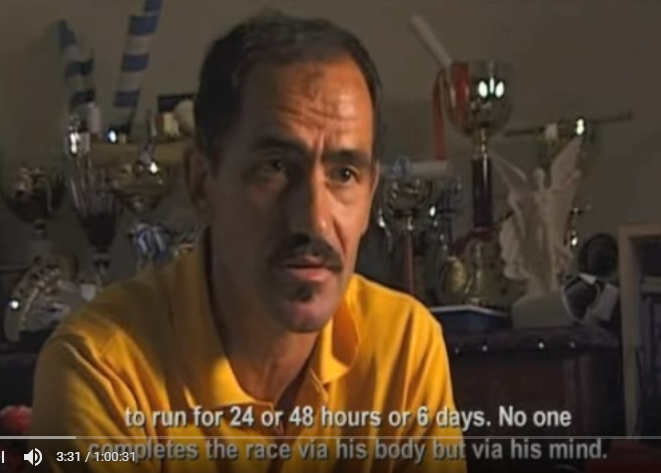 to run for 24 or 48 hours or 6 days. No one
completes the race via his body but via his mind.
3:31 / 1:00:31